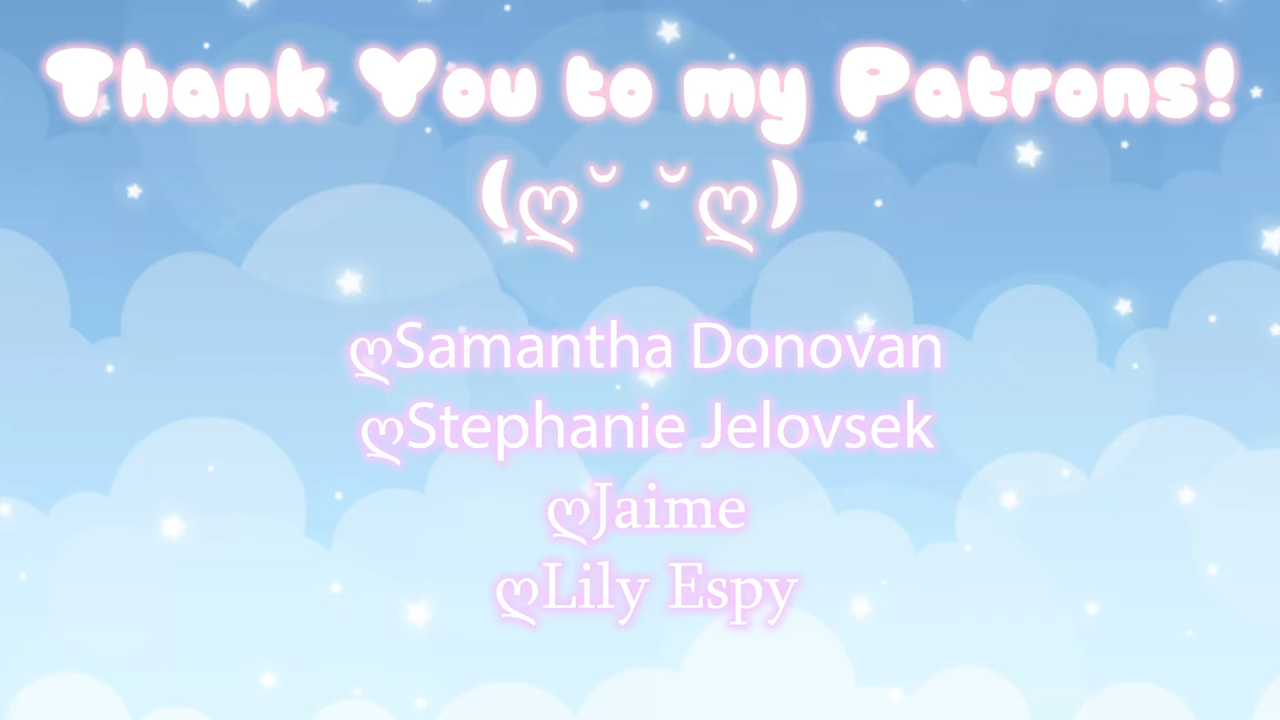 Thank You to my Patrons!
(ღ˘ ˘ღ)
ღSamantha Donovan
ღStephanie Jelovsek
ღJaime
ღLily Espy